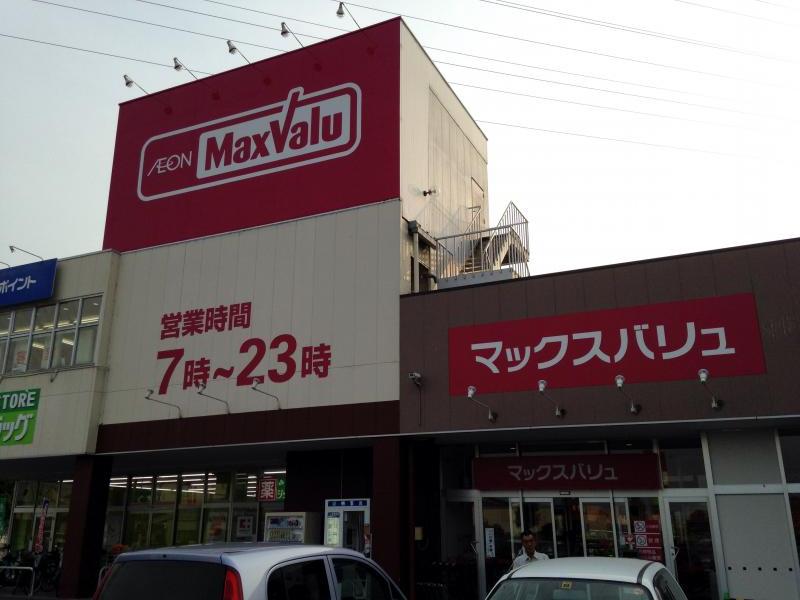 ÆON MaxValu
営業時間
7時~23時
マックスバリュ
マックスバリュ
ポイント
STORE
ッグ
薬